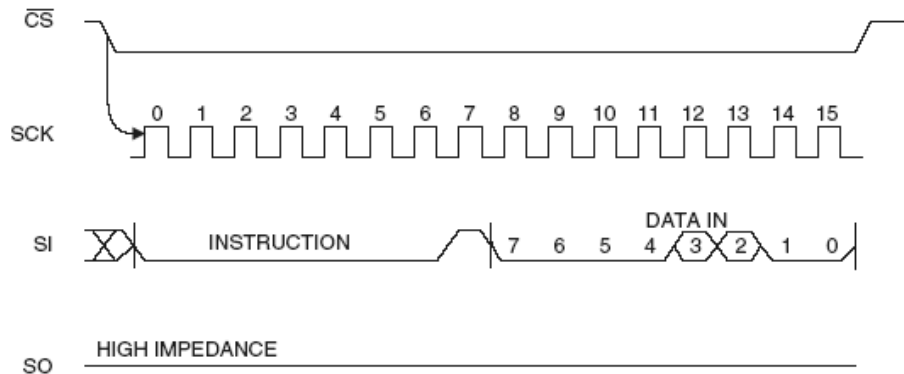 CS
0 1 2 3 4 5 6 7 8 9 10 11 12 13 14 15
SCK
DATA IN
SI INSTRUCTION 7 6 5 4 3 2 1 0
HIGH IMPEDANCE
SO